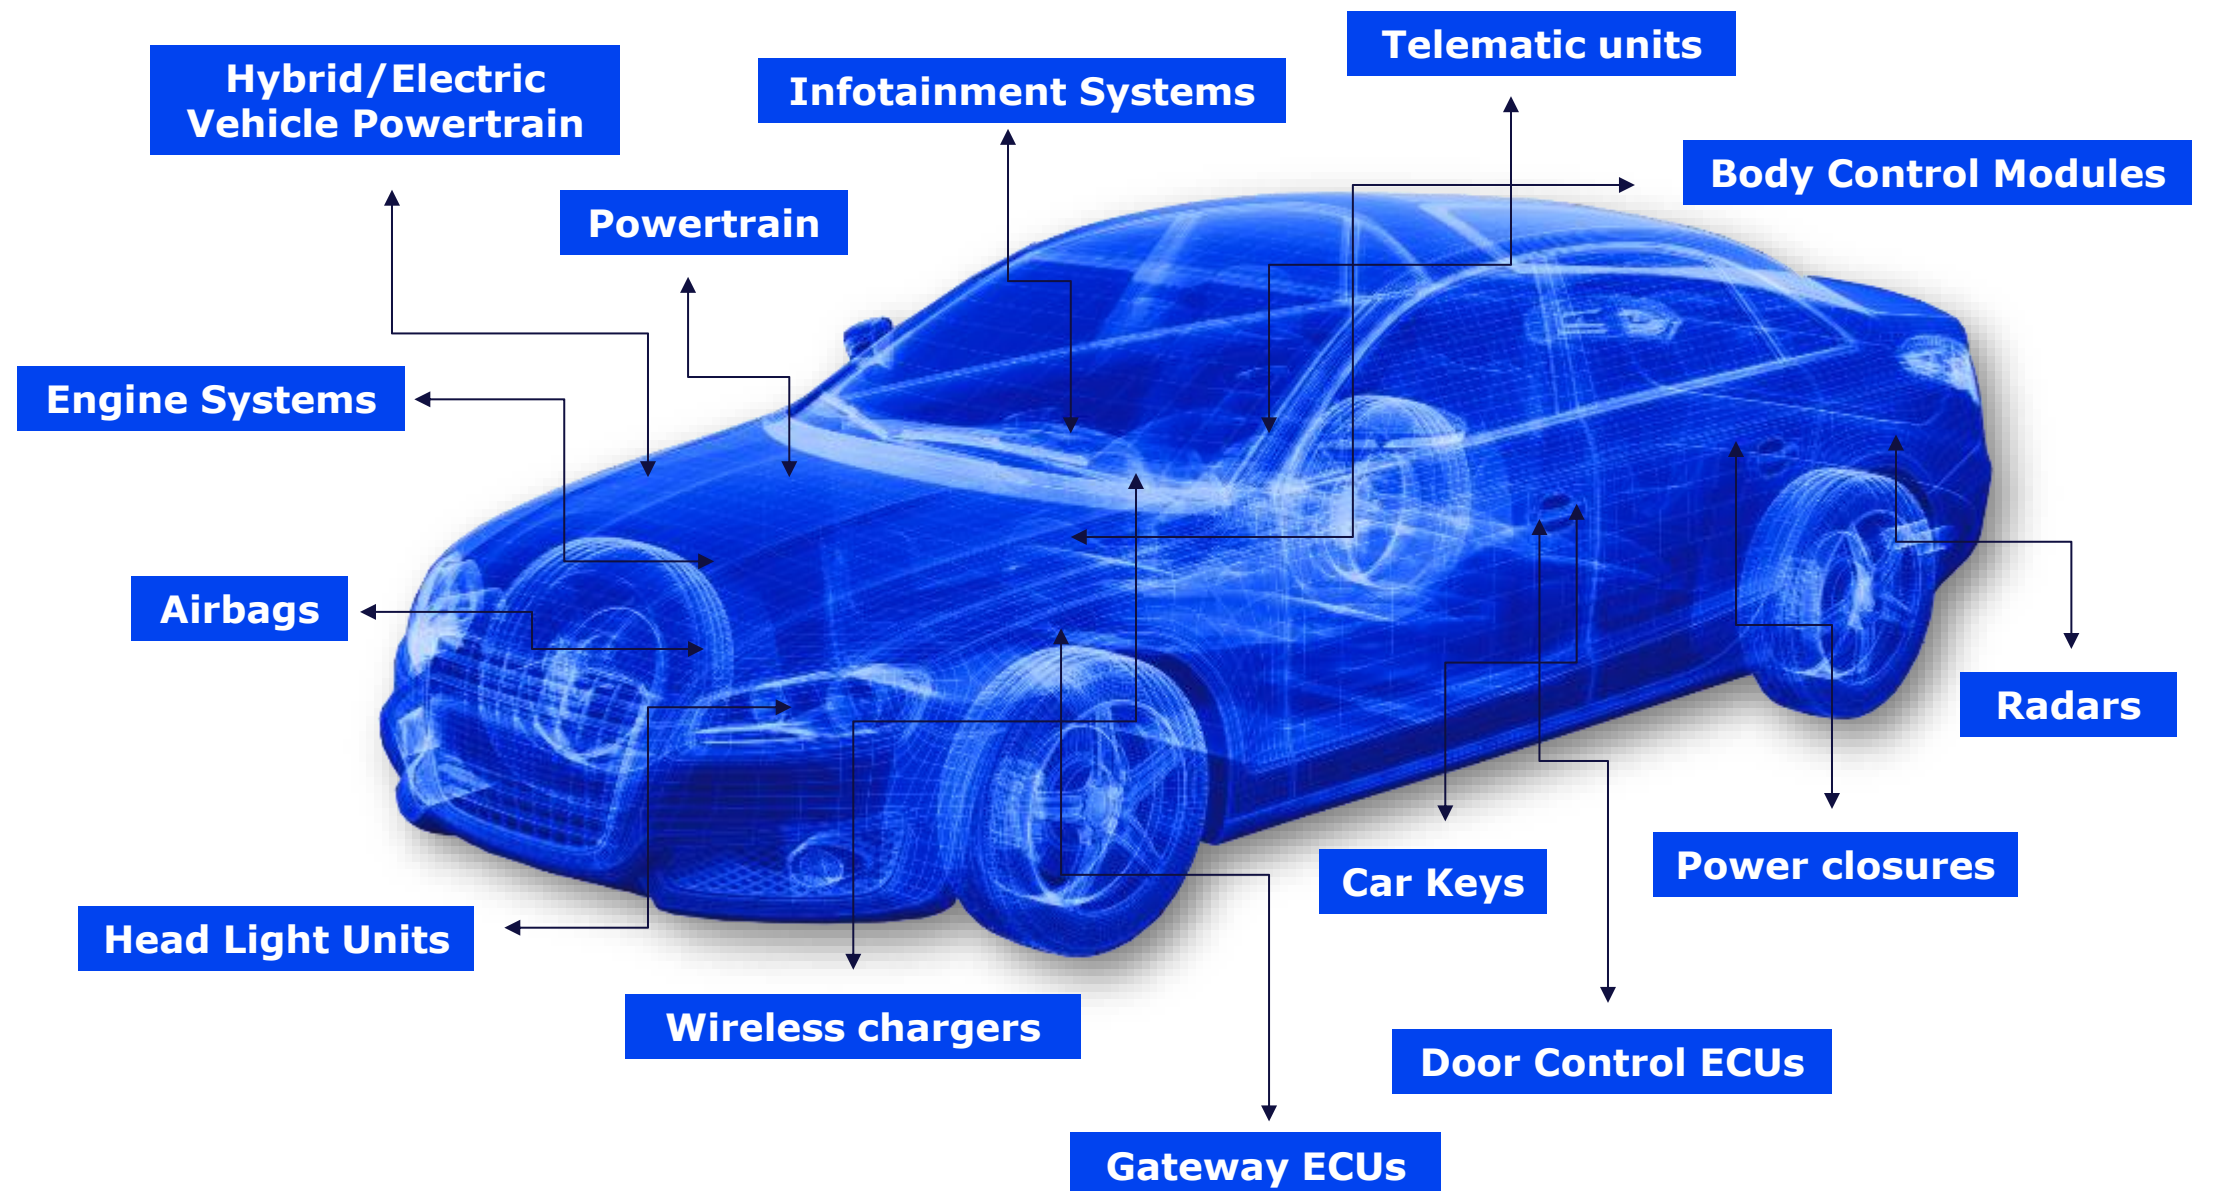 Telematic units
Hybrid/Electric
Vehicle Powertrain
Infotainment Systems
Body Control Modules
Powertrain
Engine Systems
Airbags
Radars
Power closures
Car Keys
Head Light Units
Wireless chargers
Door Control ECUs
Gateway ECUs